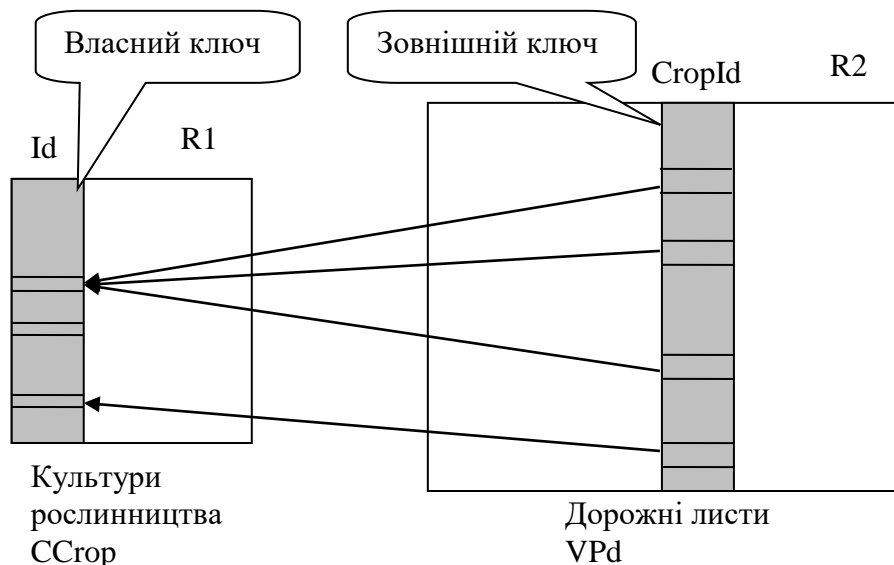 Власний ключ
Зовнішній ключ
CropId
R2
Id
R1
Культури
рослинництва
CCrop
Дорожні листи
VPd